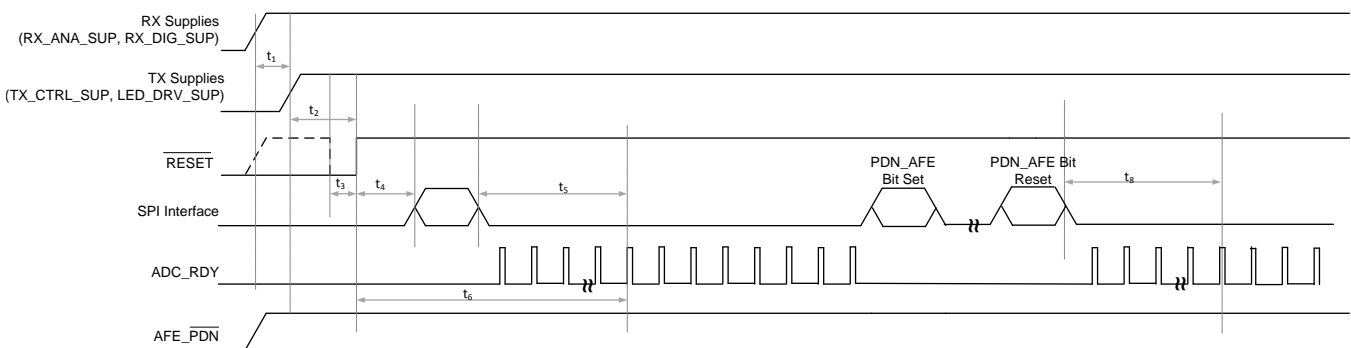 RX Supplies
(RX_ANA_SUP, RX_DIG_SUP)
t1
TX Supplies
(TX_CTRL_SUP, LED_DRV_SUP)
t2
RESET
PDN_AFE
Bit Set
PDN_AFE Bit
Reset
t3
t4
t5
t8
SPI Interface
ADC_RDY
t6
AFE_PDN